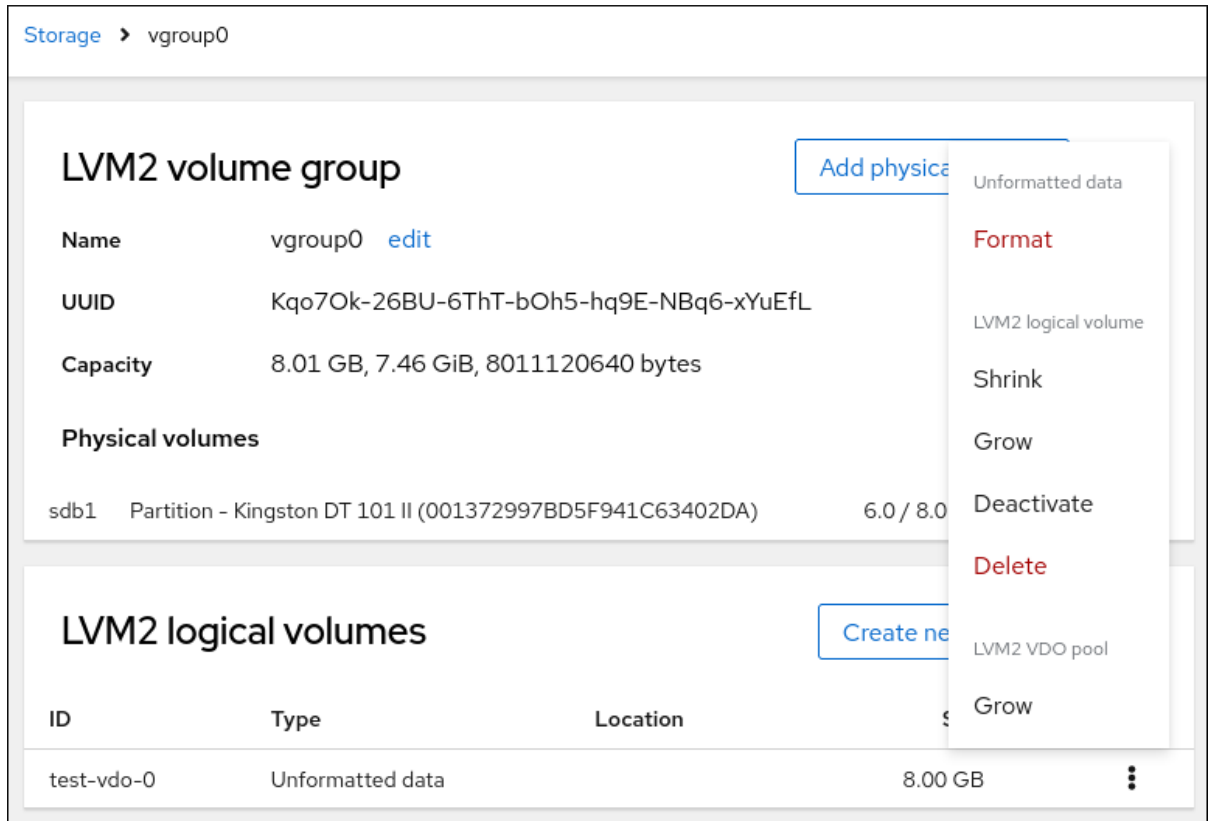 Storage > vgroup0
LVM2 volume group
Add physica
Name vgroup0 edit
UUID Kqo7Ok-26BU-6ThT-bOh5-hq9E-NBq6-xYuEfL
Capacity 8.01 GB, 7.46 GiB, 8011120640 bytes
Physical volumes
sdb1 Partition - Kingston DT 101 II (001372997BD5F941C63402DA) 6.0 / 8.0
Unformatted data
Format
LVM2 logical volume
Shrink
Grow
Deactivate
Delete
LVM2 VDO pool
Grow
LVM2 logical volumes
Create ne
ID Type Location
test-vdo-0 Unformatted data 8.00 GB